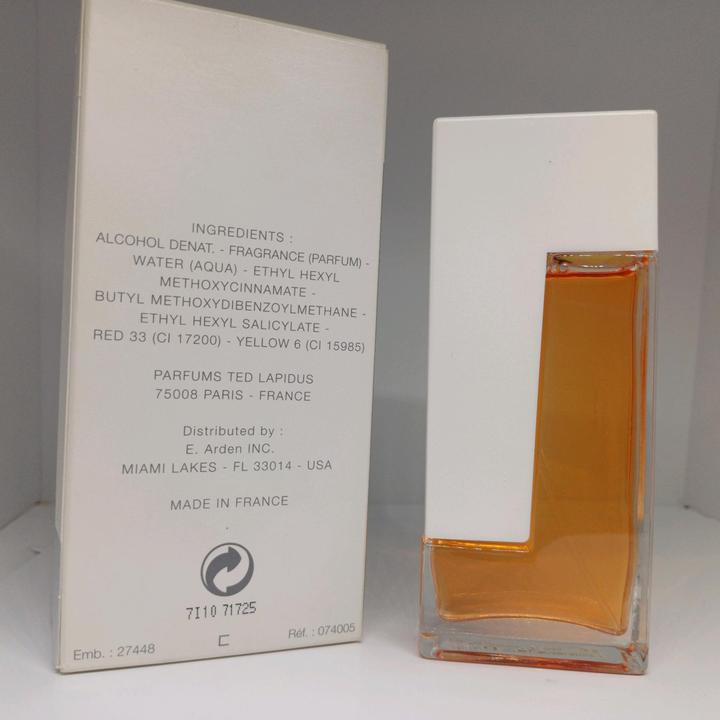 INGREDIENTS :
ALCOHOL DENAT. - FRAGRANCE (PARFUM) -
WATER (AQUA) - ETHYL HEXYL
METHOXYCINNAMATE -
BUTYL METHOXYDIBENZOYLMETHANE -
ETHYL HEXYL SALICYLATE -
RED 33 (CI 17200) - YELLOW 6 (CI 15985)
PARFUMS TED LAPIDUS
75008 PARIS - FRANCE
Distributed by :
E. Arden INC.
MIAMI LAKES - FL 33014 - USA
MADE IN FRANCE
7I10 71725
Emb. : 27448
Réf. : 074005